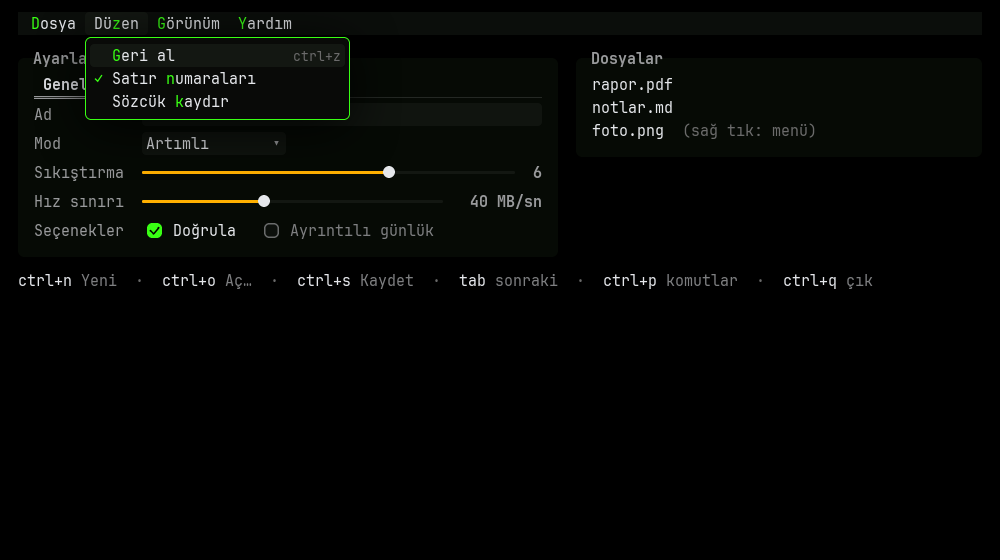 Dosya Düzen Görünüm Yardım
Geri al ctrl+z
✓ Satır numaraları
Sözcük kaydır
Dosyalar
rapor.pdf
notlar.md
foto.png (sağ tık: menü)
Ad
Mod Artımlı
Sıkıştırma 6
Hız sınırı 40 MB/sn
Seçenekler Doğrula Ayrıntılı günlük
ctrl+n Yeni · ctrl+o Aç… · ctrl+s Kaydet · tab sonraki · ctrl+p komutlar · ctrl+q çık